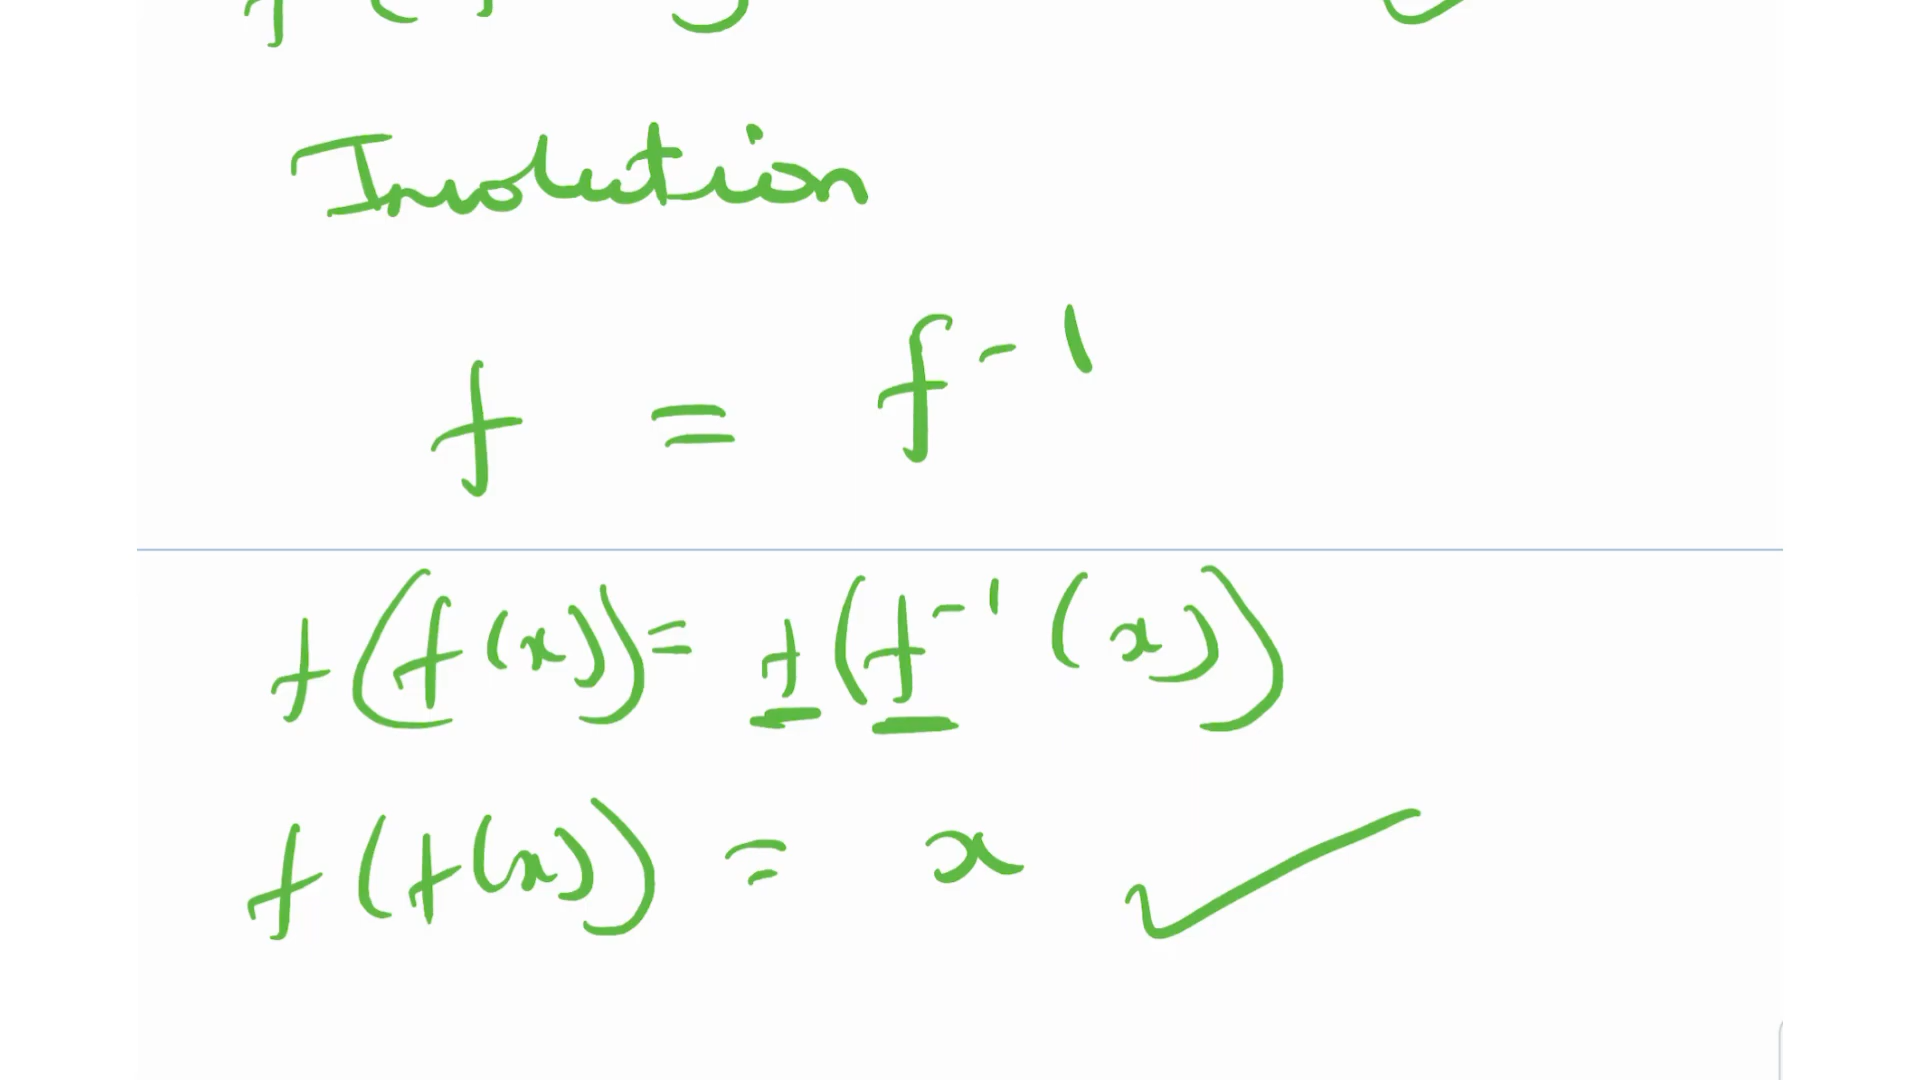 Involution
f = f⁻¹
f(f(x)) = f(f⁻¹(x))
f(f(x)) = x